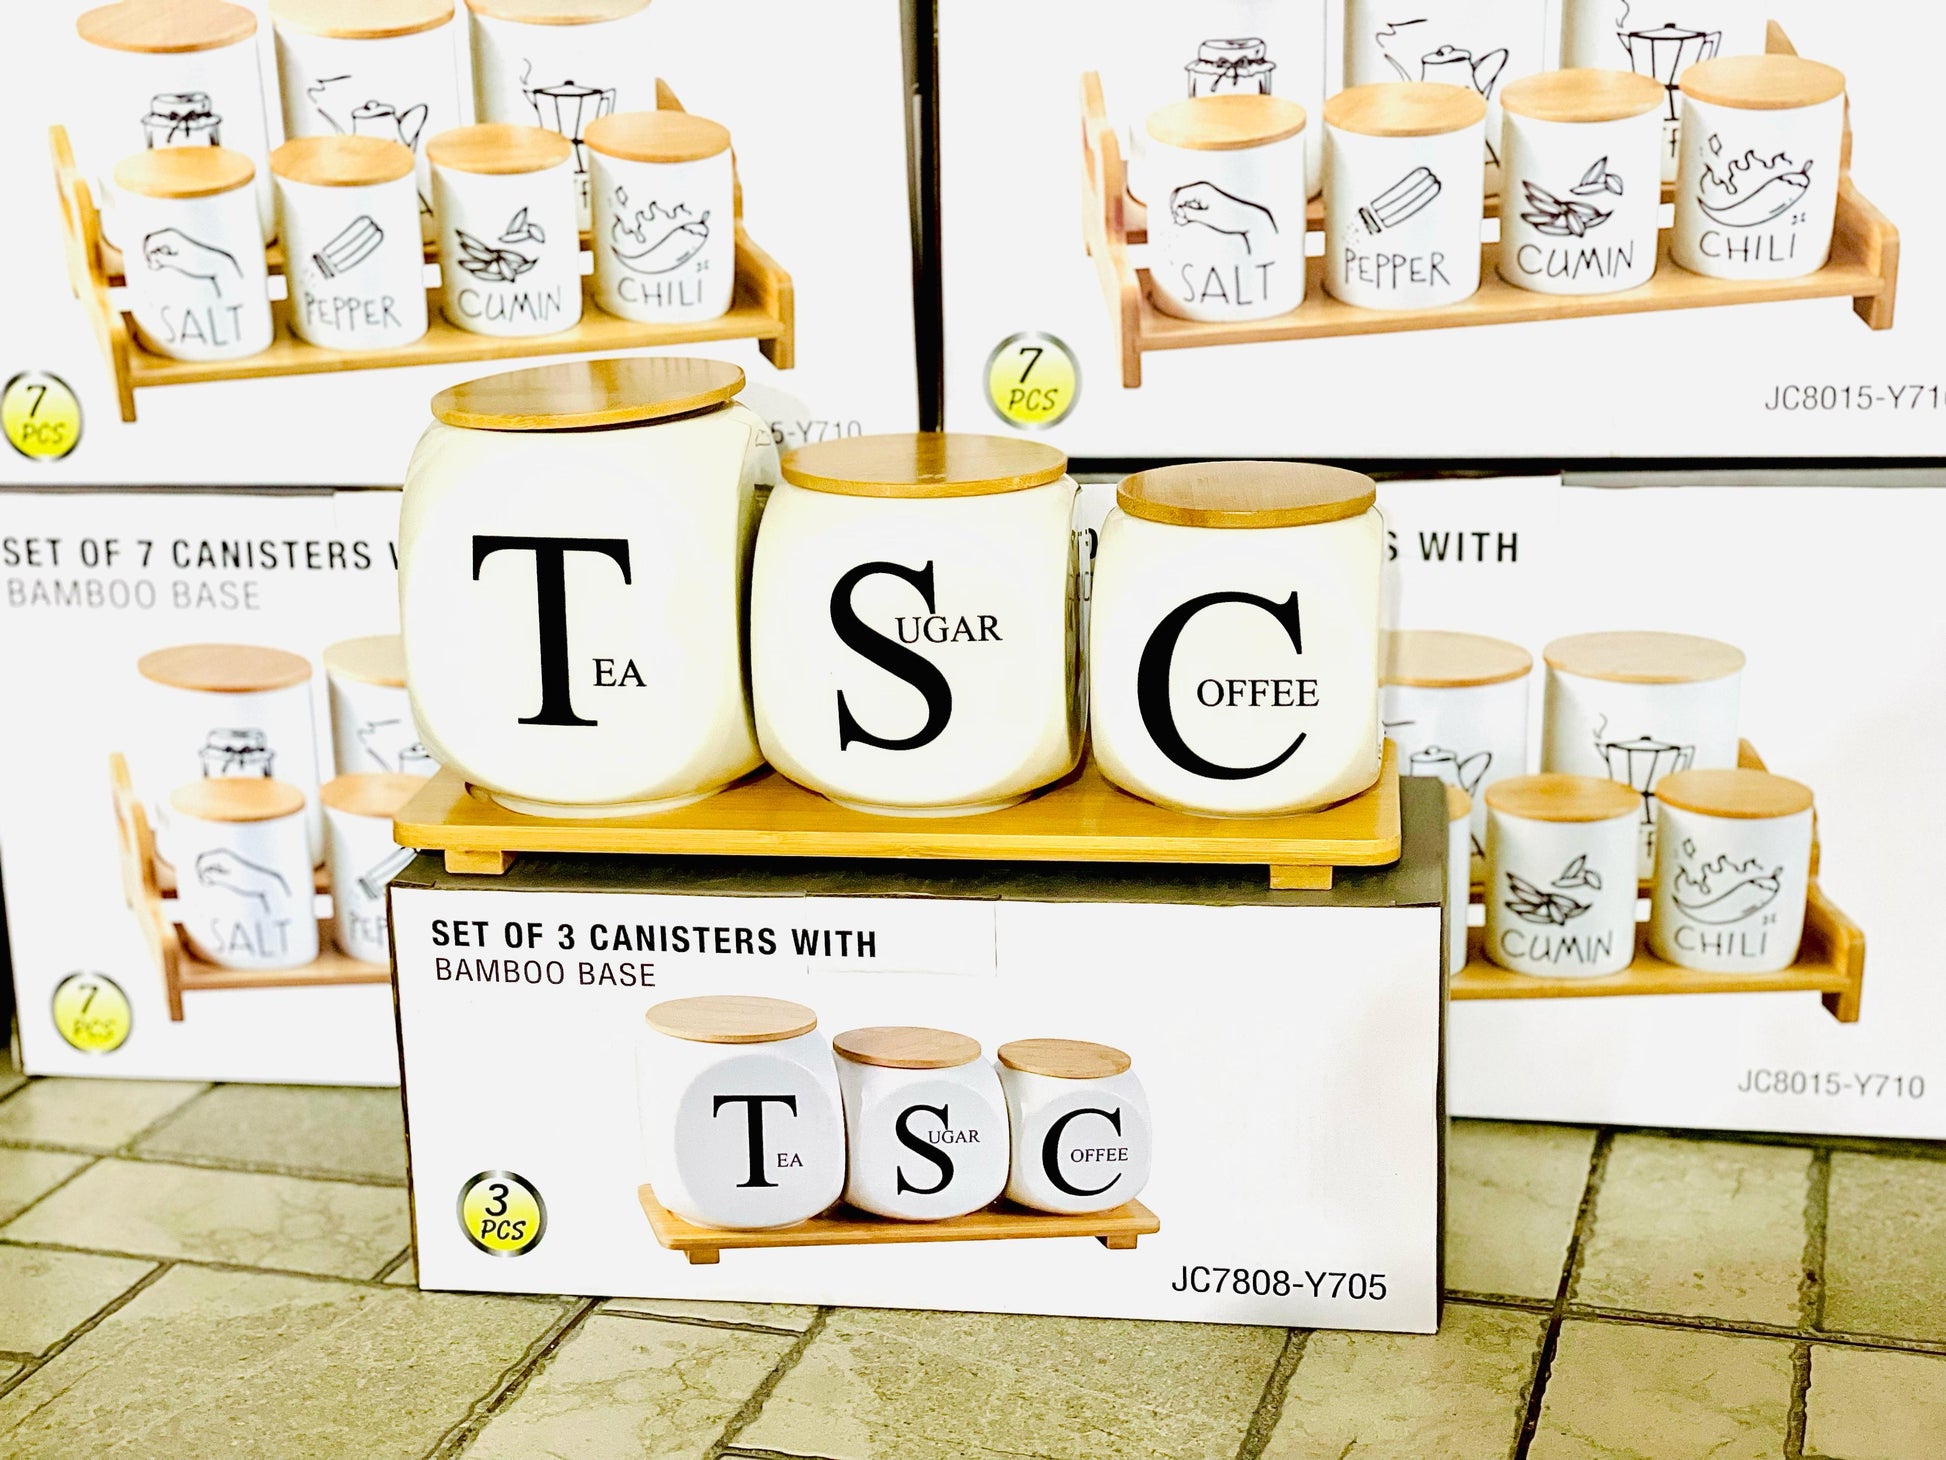 SALT
PEPPER
CUMIN
CHILI
7
PCS
5-Y710
SALT
PEPPER
CUMIN
CHILI
7
PCS
JC8015-Y710
SET OF 7 CANISTERS
BAMBOO BASE
SALT
7
PCS
S WITH
CUMIN
CHILI
JC8015-Y710
TEA
SUGAR
COFFEE
SET OF 3 CANISTERS WITH
BAMBOO BASE
TEA
SUGAR
COFFEE
3
PCS
JC7808-Y705